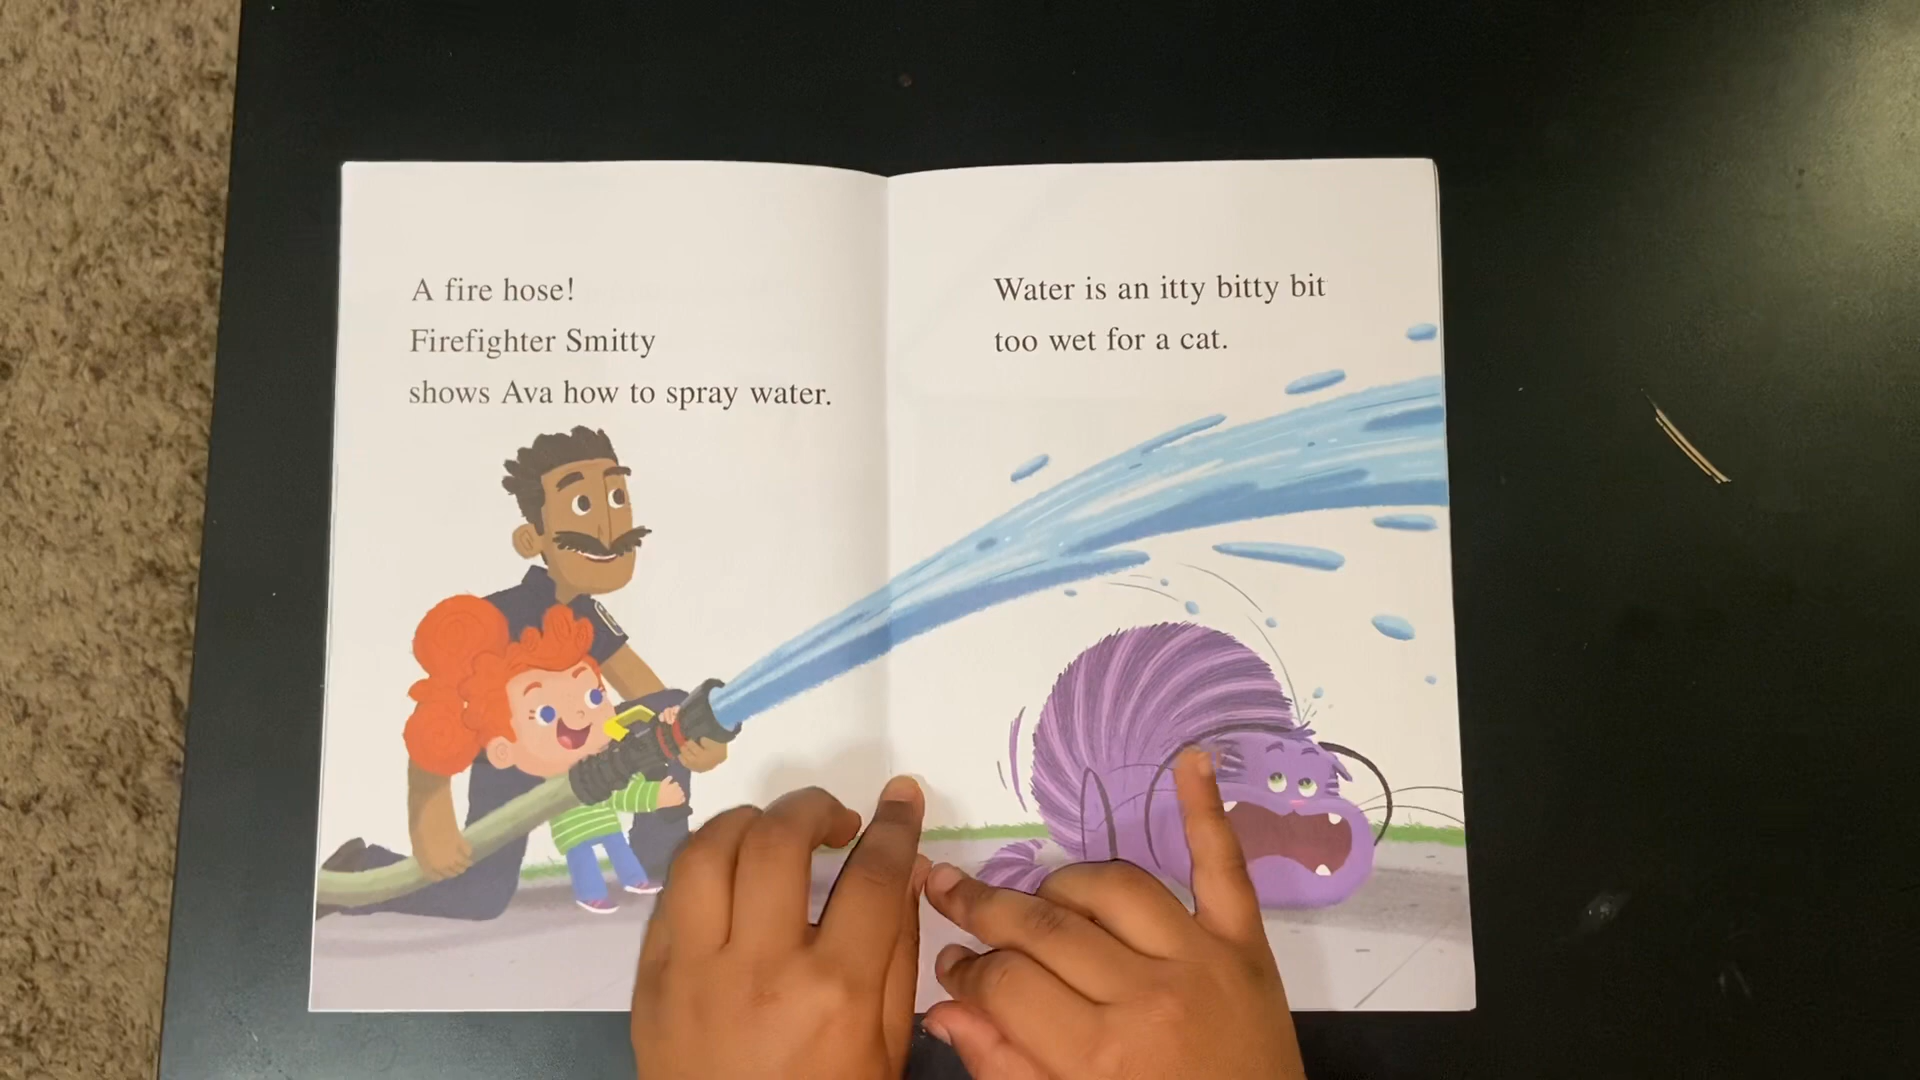 A fire hose!
Firefighter Smitty
shows Ava how to spray water.
Water is an itty bitty bit
too wet for a cat.